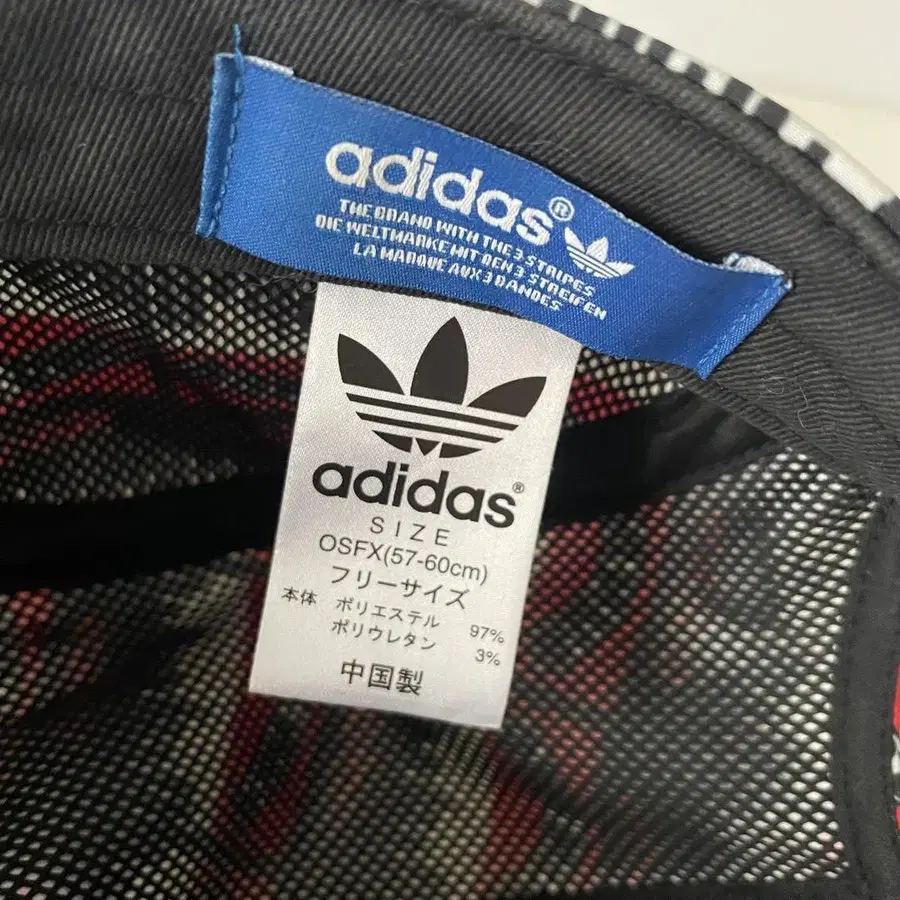 adidas®
THE BRAND WITH THE 3 STRIPES
DIE WELTMARKE MIT DEN 3 STREIFEN
LA MARQUE AUX 3 BANDES
adidas®
SIZE
OSFX(57-60cm)
フリーサイズ
本体 ポリエステル 97%
ポリウレタン 3%
中国製